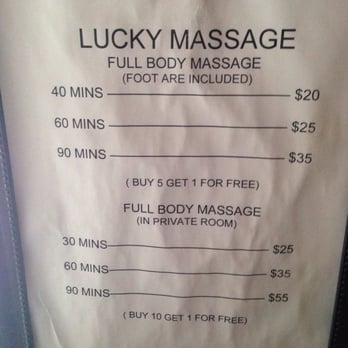 LUCKY MASSAGE
FULL BODY MASSAGE
(FOOT ARE INCLUDED)
40 MINS $20
60 MINS $25
90 MINS $35
( BUY 5 GET 1 FOR FREE)
FULL BODY MASSAGE
(IN PRIVATE ROOM)
30 MINS $25
60 MINS $35
90 MINS $55
( BUY 10 GET 1 FOR FREE)